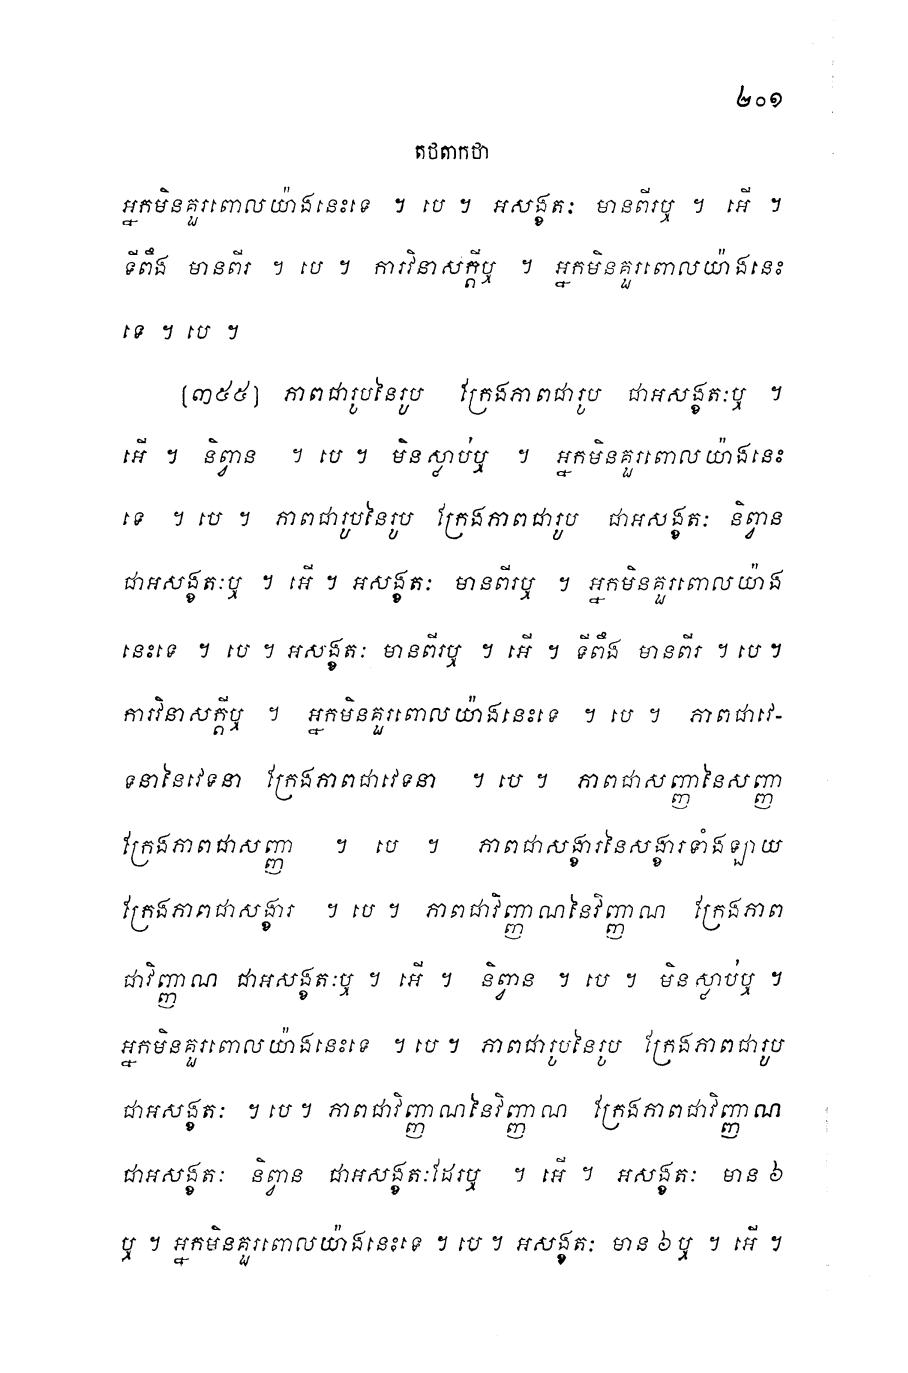 ២០១
តថតាកថា
អ្នកមិនគួរពោលយ៉ាងនេះទេ ។ បេ ។ អសង្ខតៈ មានពីរឬ ។ អើ ។
ទីពឹង មានពីរ ។ បេ ។ ការវិនាសក្តីឬ ។ អ្នកមិនគួរពោលយ៉ាងនេះ
ទេ ។ បេ ។
[៣៥៥] ភាពជារូបនៃរូប ក្រែងភាពជារូប ជាអសង្ខតៈឬ ។
អើ ។ និព្វាន ។ បេ ។ មិនស្ងាប់ឬ ។ អ្នកមិនគួរពោលយ៉ាងនេះ
ទេ ។ បេ ។ ភាពជារូបនៃរូប ក្រែងភាពជារូប ជាអសង្ខតៈ និព្វាន
ជាអសង្ខតៈឬ ។ អើ ។ អសង្ខតៈ មានពីរឬ ។ អ្នកមិនគួរពោលយ៉ាង
នេះទេ ។ បេ ។ អសង្ខតៈ មានពីរឬ ។ អើ ។ ទីពឹង មានពីរ ។ បេ ។
ការវិនាសក្តីឬ ។ អ្នកមិនគួរពោលយ៉ាងនេះទេ ។ បេ ។ ភាពជាវេ-
ទនានៃវេទនា ក្រែងភាពជាវេទនា ។ បេ ។ ភាពជាសញ្ញានៃសញ្ញា
ក្រែងភាពជាសញ្ញា ។ បេ ។ ភាពជាសង្ខារនៃសង្ខារទាំងឡាយ
ក្រែងភាពជាសង្ខារ ។ បេ ។ ភាពជាវិញ្ញាណនៃវិញ្ញាណ ក្រែងភាព
ជាវិញ្ញាណ ជាអសង្ខតៈឬ ។ អើ ។ និព្វាន ។ បេ ។ មិនស្ងាប់ឬ ។
អ្នកមិនគួរពោលយ៉ាងនេះទេ ។ បេ ។ ភាពជារូបនៃរូប ក្រែងភាពជារូប
ជាអសង្ខតៈ ។ បេ ។ ភាពជាវិញ្ញាណនៃវិញ្ញាណ ក្រែងភាពជាវិញ្ញាណ
ជាអសង្ខតៈ និព្វាន ជាអសង្ខតៈដែរឬ ។ អើ ។ អសង្ខតៈ មាន ៦
ឬ ។ អ្នកមិនគួរពោលយ៉ាងនេះទេ ។ បេ ។ អសង្ខតៈ មាន ៦ ឬ ។ អើ ។